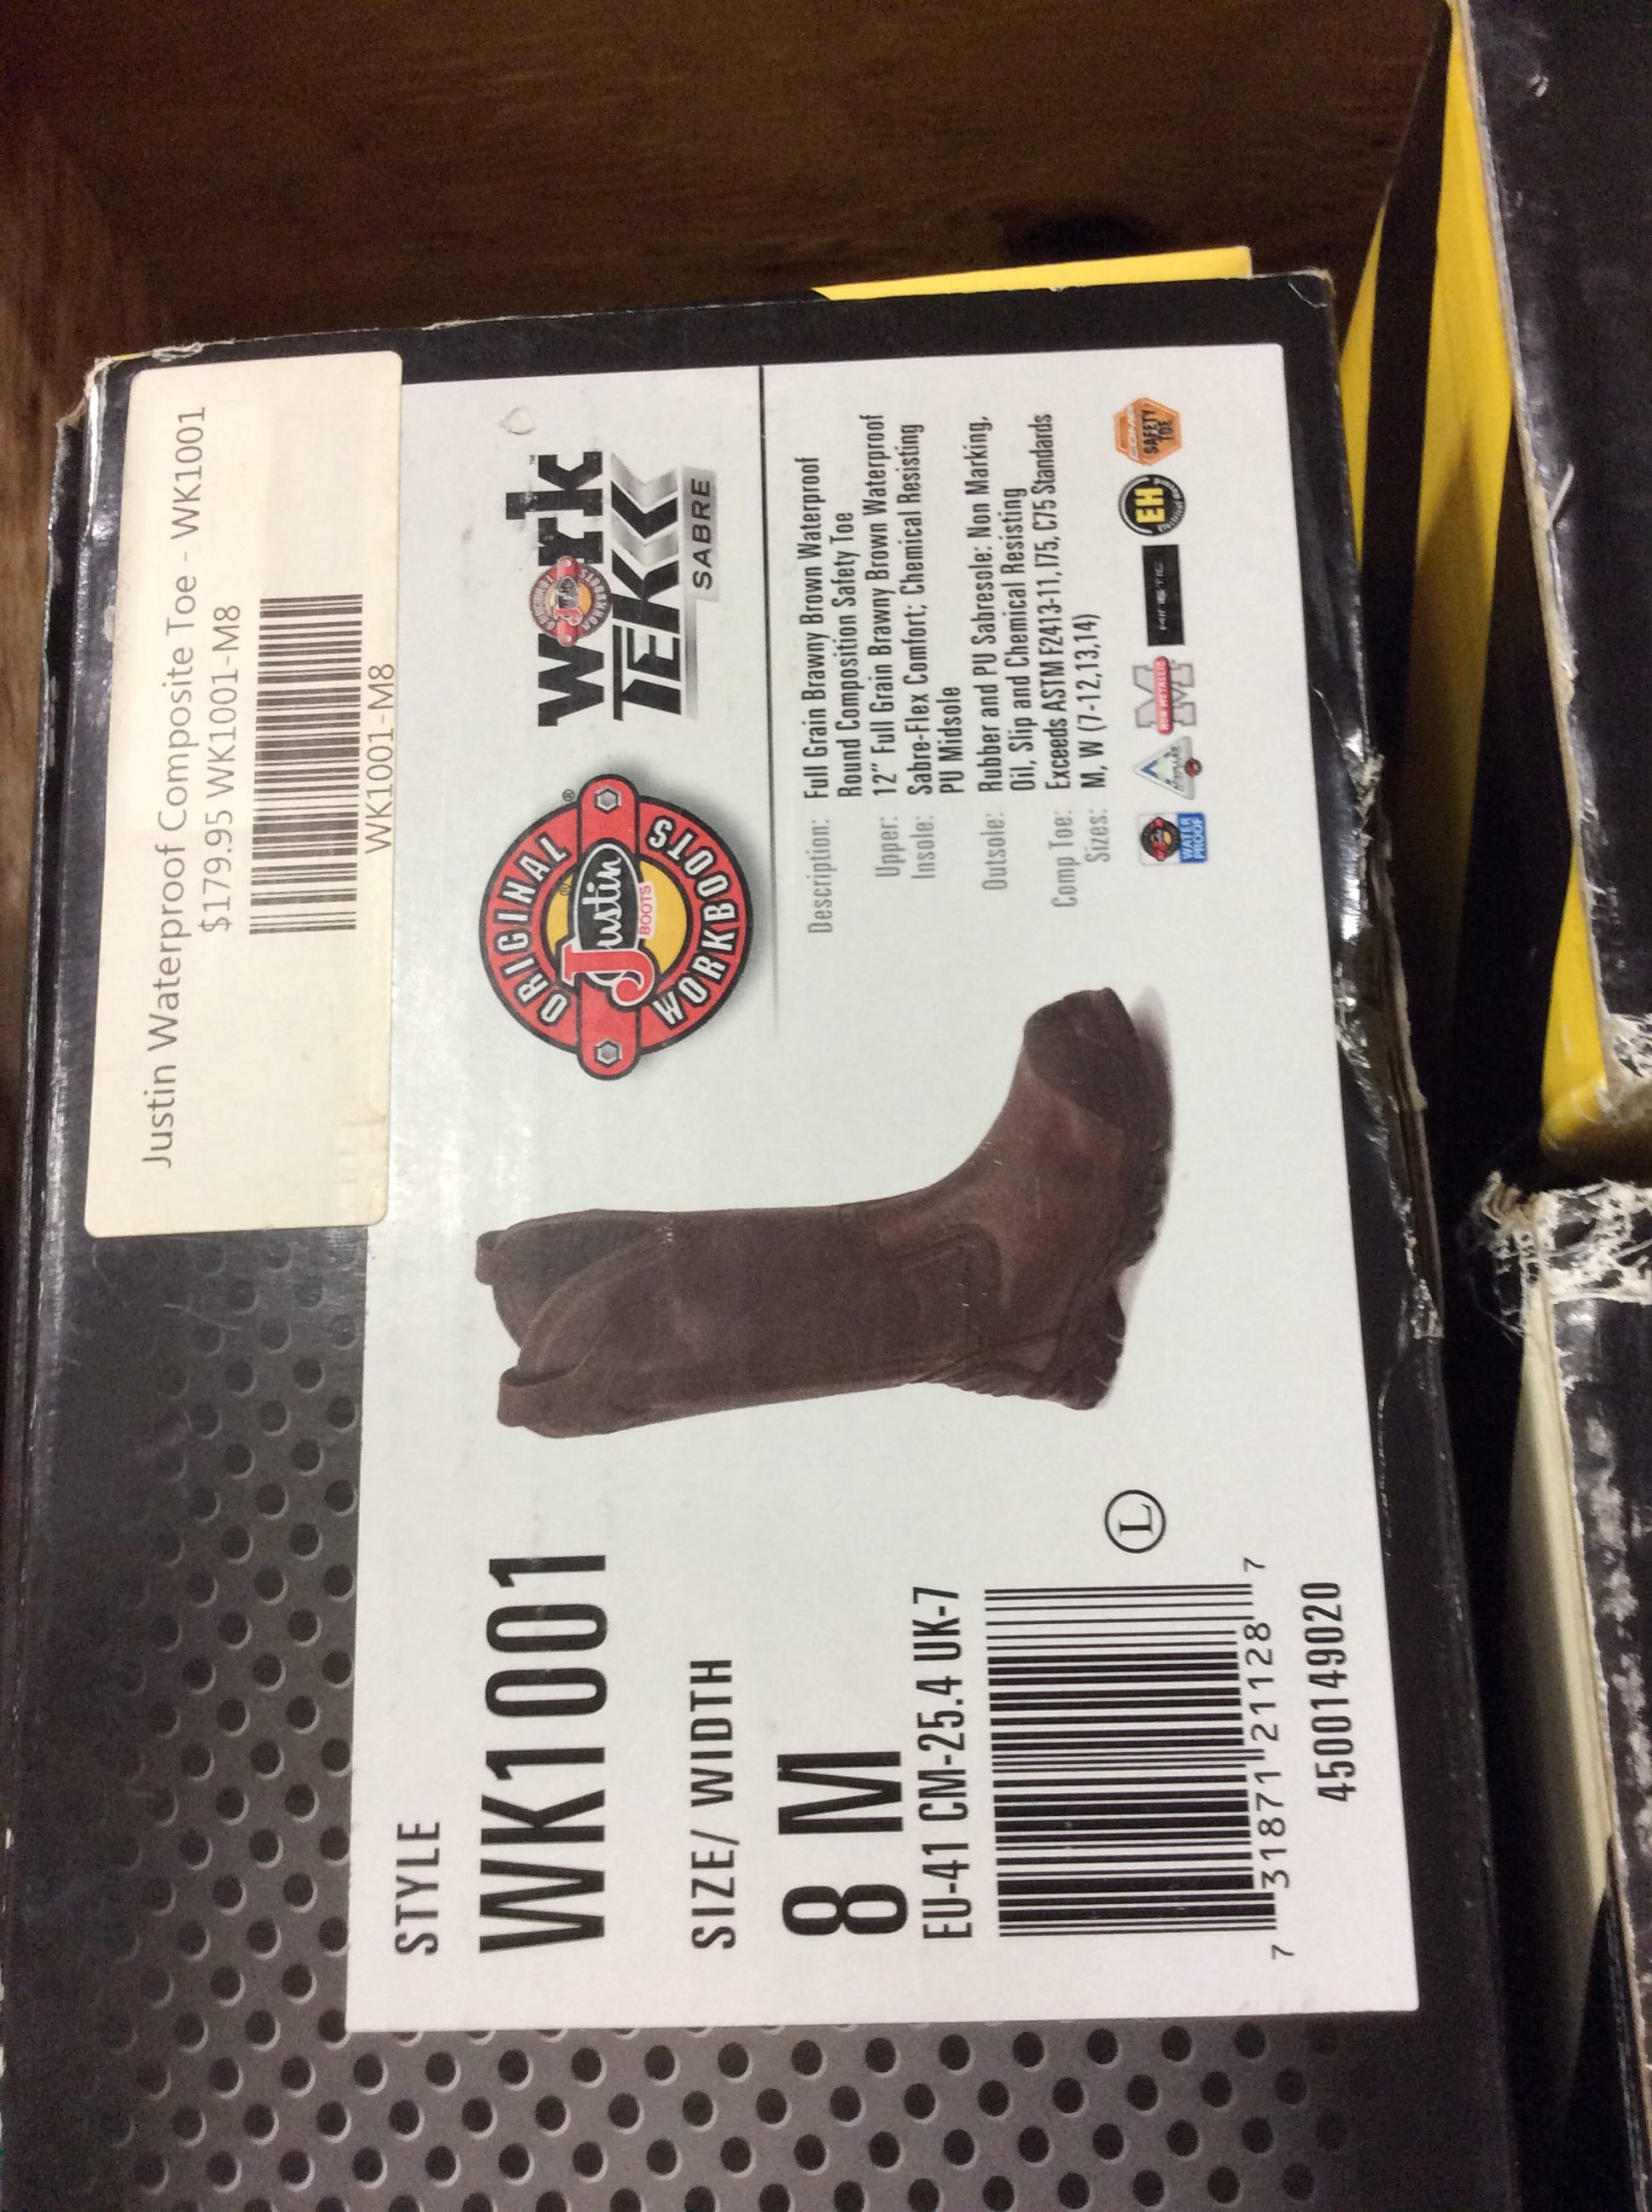 Justin Waterproof Composite Toe - WK1001
$179.95 WK1001-M8
WK1001-M8
STYLE
WK1001
SIZE/ WIDTH
8 M
EU-41 CM-25.4 UK-7
7 31871 21128 7
4500149020
L
ORIGINAL ®
Justin ®
BOOTS
WORKBOOTS
work ™
TEK
SABRE
Description: Full Grain Brawny Brown Waterproof
Round Composition Safety Toe
Upper: 12" Full Grain Brawny Brown Waterproof
Insole: Sabre-Flex Comfort; Chemical Resisting
PU Midsole
Outsole: Rubber and PU Sabresole: Non Marking,
Oil, Slip and Chemical Resisting
Comp Toe: Exceeds ASTM F2413-11, I75, C75 Standards
Sizes: M, W (7-12,13,14)
WATER
PROOF
M
NON-METALLIC
EH
COMP
SAFETY
TOE